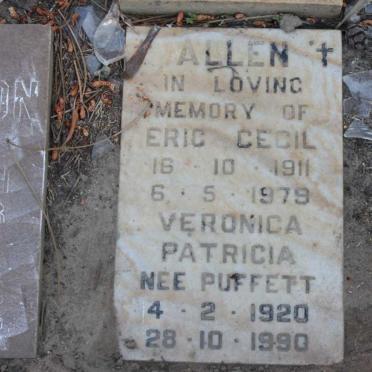 ALLEN ✝
IN LOVING
MEMORY OF
ERIC CECIL
16 · 10 · 1911
6 · 5 · 1979
VERONICA
PATRICIA
NEE PUFFETT
4 · 2 · 1920
28 · 10 · 1990